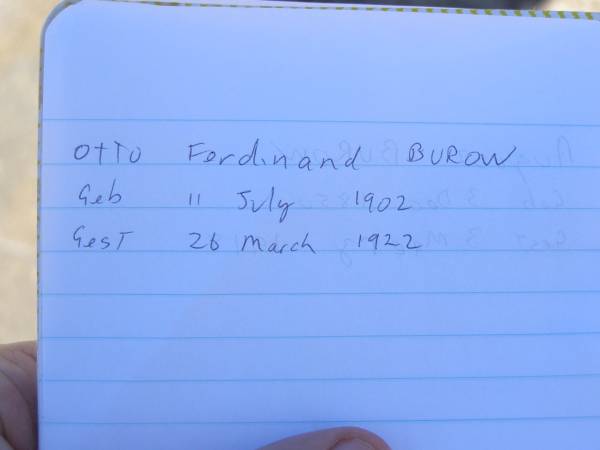 Otto Ferdinand BUROW
Geb 11 July 1902
Gest 26 March 1922